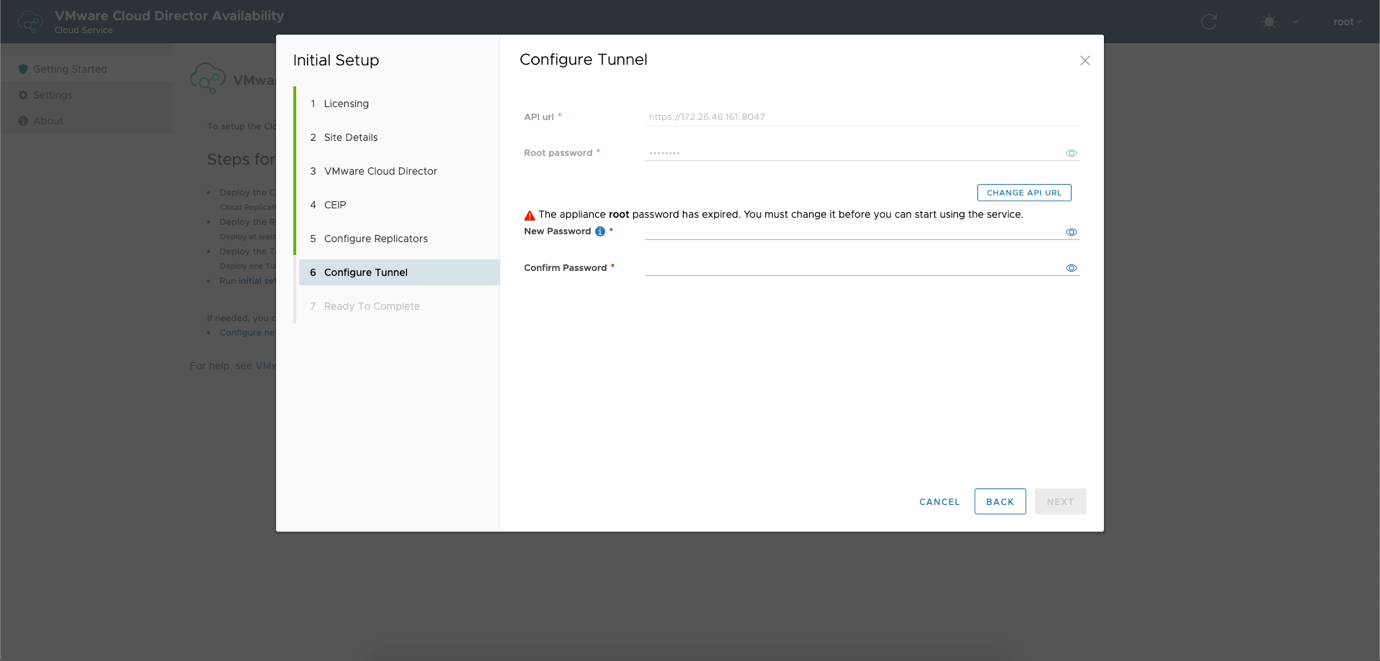 VMware Cloud Director Availability
Cloud Service
root
Getting Started
Settings
About
VMwa
To setup the Clo
Steps for
Deploy the C
Cloud Replicati
Deploy the R
Deploy at least
Deploy the T
Deploy one Tu
Run initial set
If needed, you c
Configure ne
For help, see VMw
Initial Setup
1 Licensing
2 Site Details
3 VMware Cloud Director
4 CEIP
5 Configure Replicators
6 Configure Tunnel
7 Ready To Complete
Configure Tunnel
API url *
https://172.26.46.161:8047
Root password *
CHANGE API URL
The appliance root password has expired. You must change it before you can start using the service.
New Password *
Confirm Password *
CANCEL
BACK
NEXT